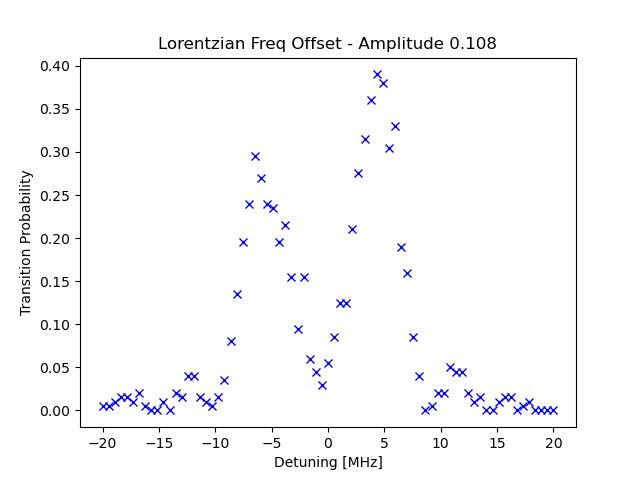 Lorentzian Freq Offset - Amplitude 0.108
0.40
0.35
0.30
0.25
0.20
0.15
0.10
0.05
0.00
Transition Probability
−20 −15 −10 −5 0 5 10 15 20
Detuning [MHz]